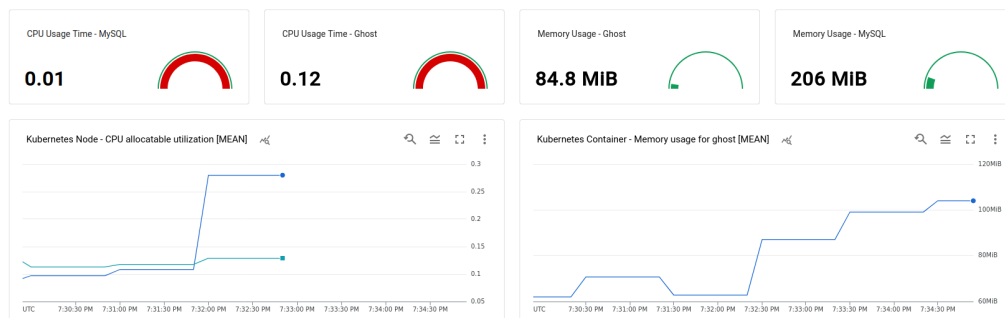 CPU Usage Time - MySQL
0.01
CPU Usage Time - Ghost
0.12
Memory Usage - Ghost
84.8 MiB
Memory Usage - MySQL
206 MiB
Kubernetes Node - CPU allocatable utilization [MEAN]
0.3
0.25
0.2
0.15
0.1
0.05
UTC 7:30:30 PM 7:31:00 PM 7:31:30 PM 7:32:00 PM 7:32:30 PM 7:33:00 PM 7:33:30 PM 7:34:00 PM 7:34:30 PM
Kubernetes Container - Memory usage for ghost [MEAN]
120MiB
100MiB
80MiB
60MiB
UTC 7:30:30 PM 7:31:00 PM 7:31:30 PM 7:32:00 PM 7:32:30 PM 7:33:00 PM 7:33:30 PM 7:34:00 PM 7:34:30 PM